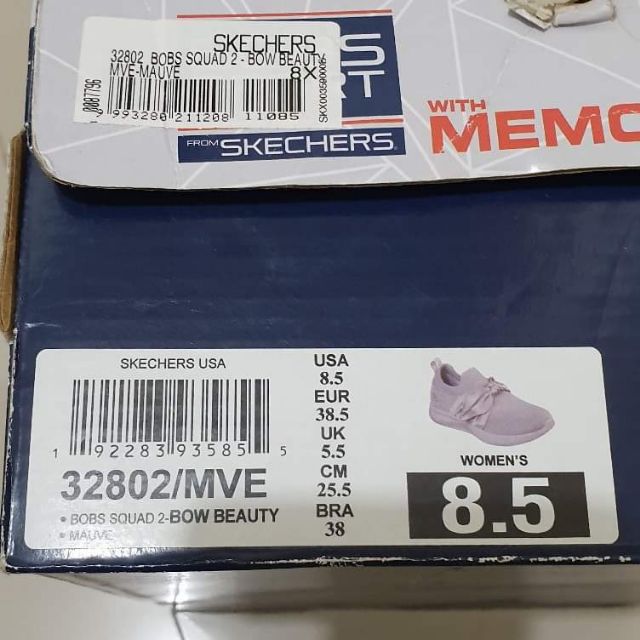 SKECHERS
32802 BOBS SQUAD 2 - BOW BEAUTY
MVE-MAUVE 8X
9993280 211208 11085
FROM SKECHERS
WITH
SKECHERS USA
1 92283 93585 5
32802/MVE
• BOBS SQUAD 2-BOW BEAUTY
• MAUVE
USA
8.5
EUR
38.5
UK
5.5
CM
25.5
BRA
38
WOMEN'S
8.5